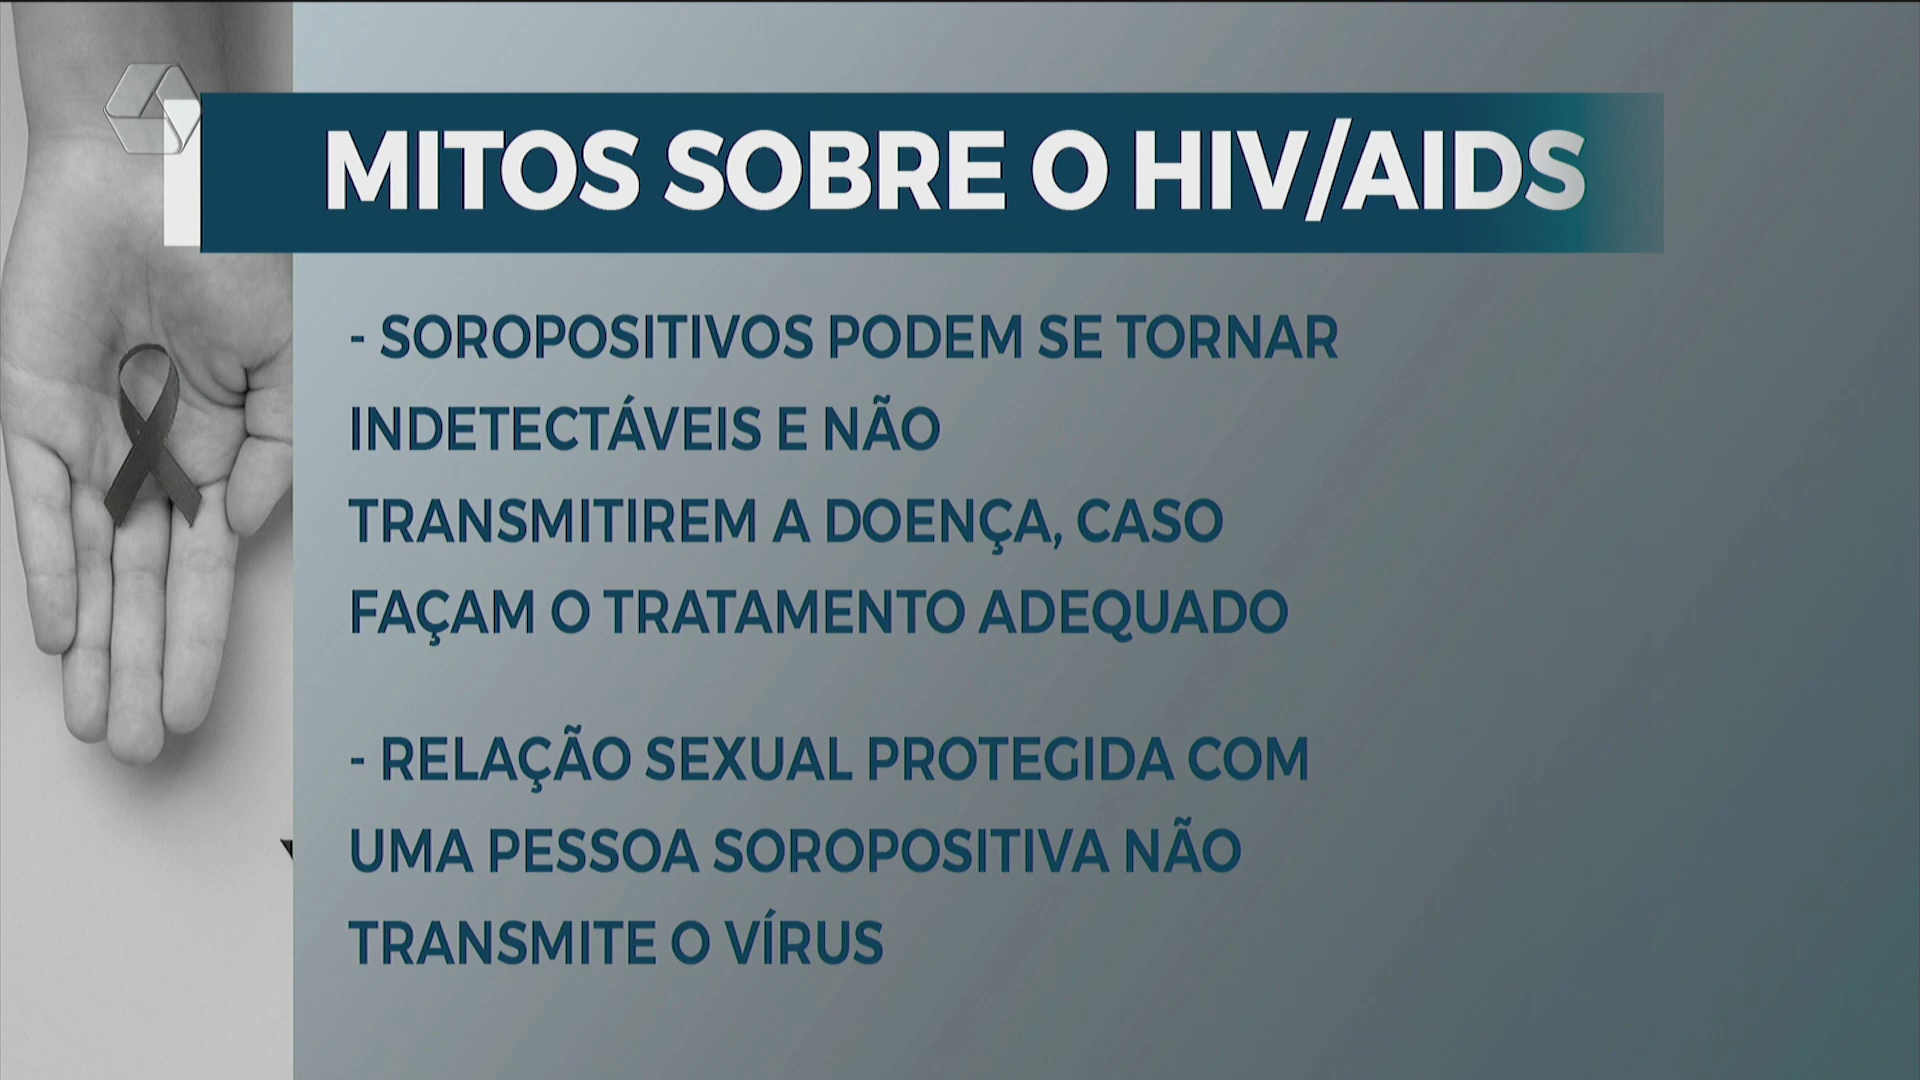 MITOS SOBRE O HIV/AIDS
- SOROPOSITIVOS PODEM SE TORNAR
INDETECTÁVEIS E NÃO
TRANSMITIREM A DOENÇA, CASO
FAÇAM O TRATAMENTO ADEQUADO
- RELAÇÃO SEXUAL PROTEGIDA COM
UMA PESSOA SOROPOSITIVA NÃO
TRANSMITE O VÍRUS